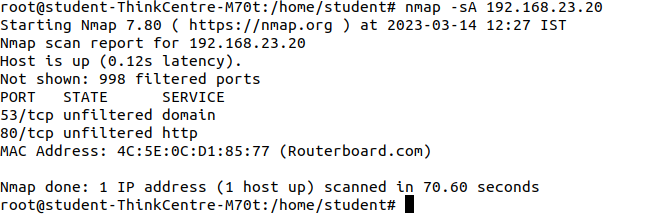 root@student-ThinkCentre-M70t:/home/student# nmap -sA 192.168.23.20
Starting Nmap 7.80 ( https://nmap.org ) at 2023-03-14 12:27 IST
Nmap scan report for 192.168.23.20
Host is up (0.12s latency).
Not shown: 998 filtered ports
PORT   STATE      SERVICE
53/tcp unfiltered domain
80/tcp unfiltered http
MAC Address: 4C:5E:0C:D1:85:77 (Routerboard.com)

Nmap done: 1 IP address (1 host up) scanned in 70.60 seconds
root@student-ThinkCentre-M70t:/home/student#